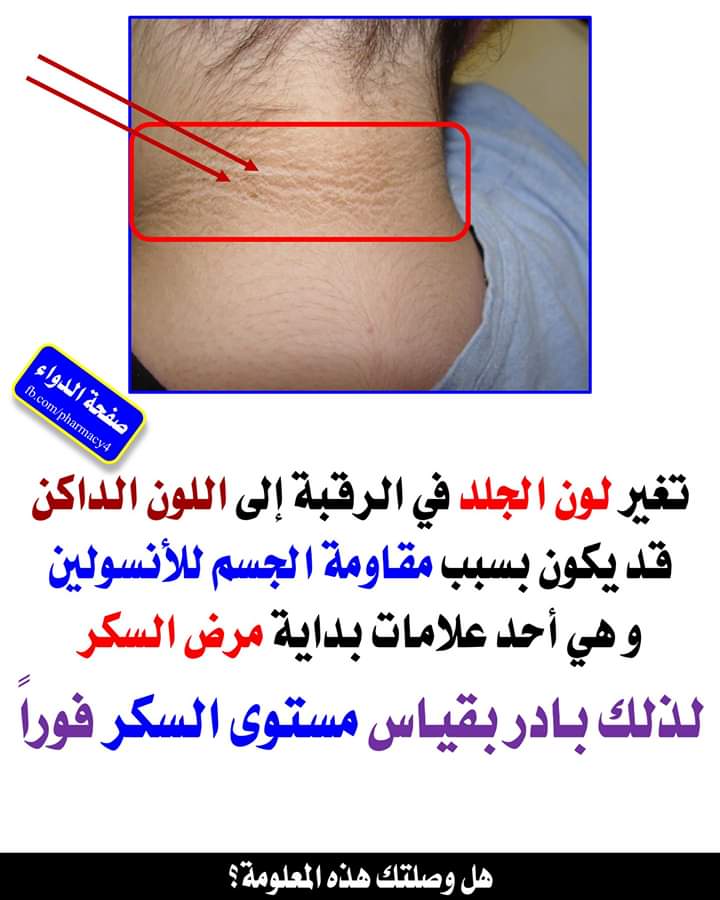 صفحة الدواء
fb.com/pharmacy4
تغير لون الجلد في الرقبة إلى اللون الداكن
قد يكون بسبب مقاومة الجسم للأنسولين
و هي أحد علامات بداية مرض السكر
لذلك بادر بقياس مستوى السكر فوراً
هل وصلتك هذه المعلومة؟